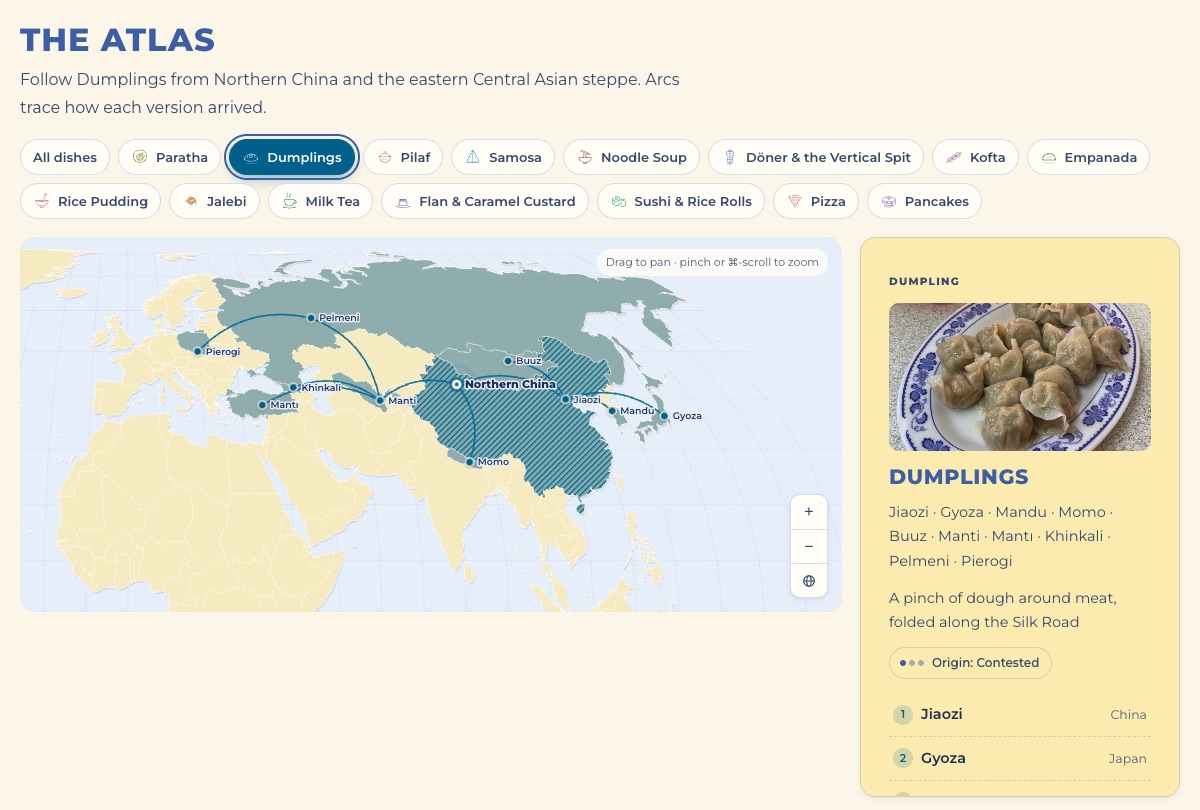 THE ATLAS
Follow Dumplings from Northern China and the eastern Central Asian steppe. Arcs
trace how each version arrived.
All dishes
Paratha
Dumplings
Pilaf
Samosa
Noodle Soup
Döner & the Vertical Spit
Kofta
Empanada
Rice Pudding
Jalebi
Milk Tea
Flan & Caramel Custard
Sushi & Rice Rolls
Pizza
Pancakes
Drag to pan · pinch or ⌘-scroll to zoom
Pelmeni
Pierogi
Buuz
Northern China
Khinkali
Manti
Mantı
Jiaozi
Mandu
Gyoza
Momo
+
−
DUMPLING
DUMPLINGS
Jiaozi · Gyoza · Mandu · Momo ·
Buuz · Manti · Mantı · Khinkali ·
Pelmeni · Pierogi
A pinch of dough around meat,
folded along the Silk Road
Origin: Contested
1 Jiaozi China
2 Gyoza Japan